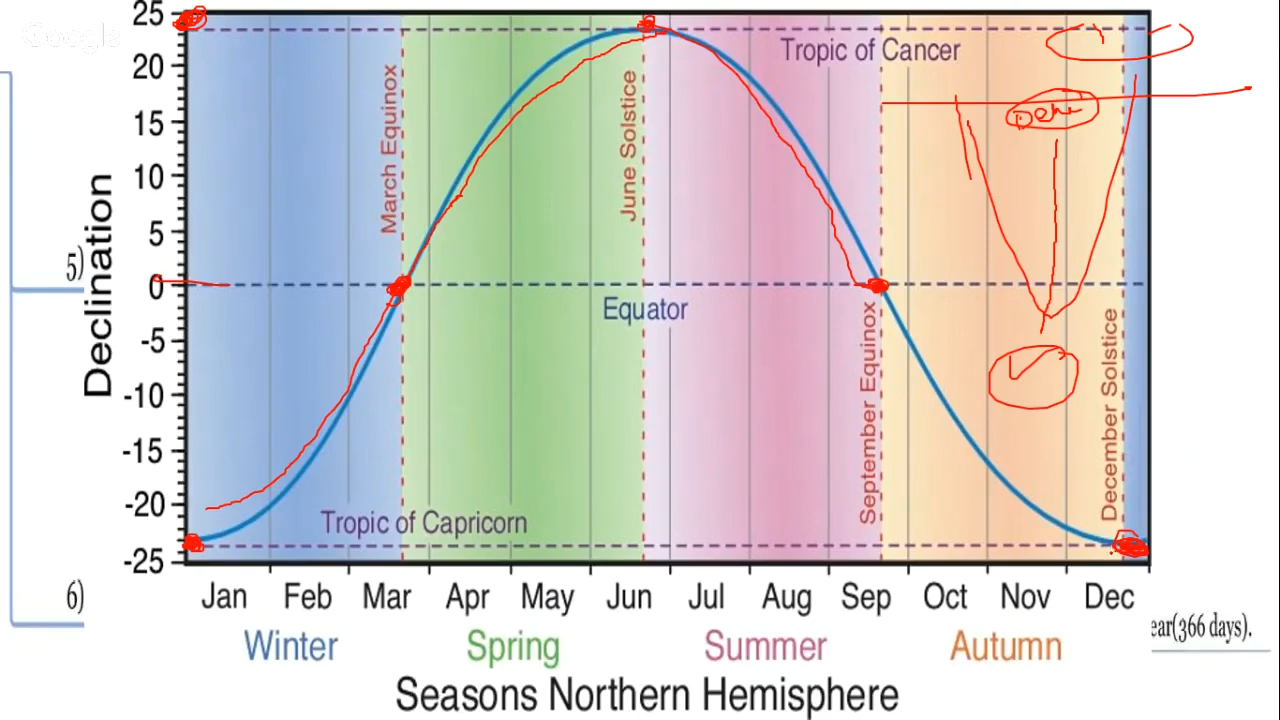 Google
25
20
15
10
5
0
-5
-10
-15
-20
-25
Declination
5)
6)
March Equinox
June Solstice
September Equinox
December Solstice
Tropic of Cancer
Equator
Tropic of Capricorn
Jan Feb Mar Apr May Jun Jul Aug Sep Oct Nov Dec
Winter Spring Summer Autumn
ear(366 days).
Seasons Northern Hemisphere